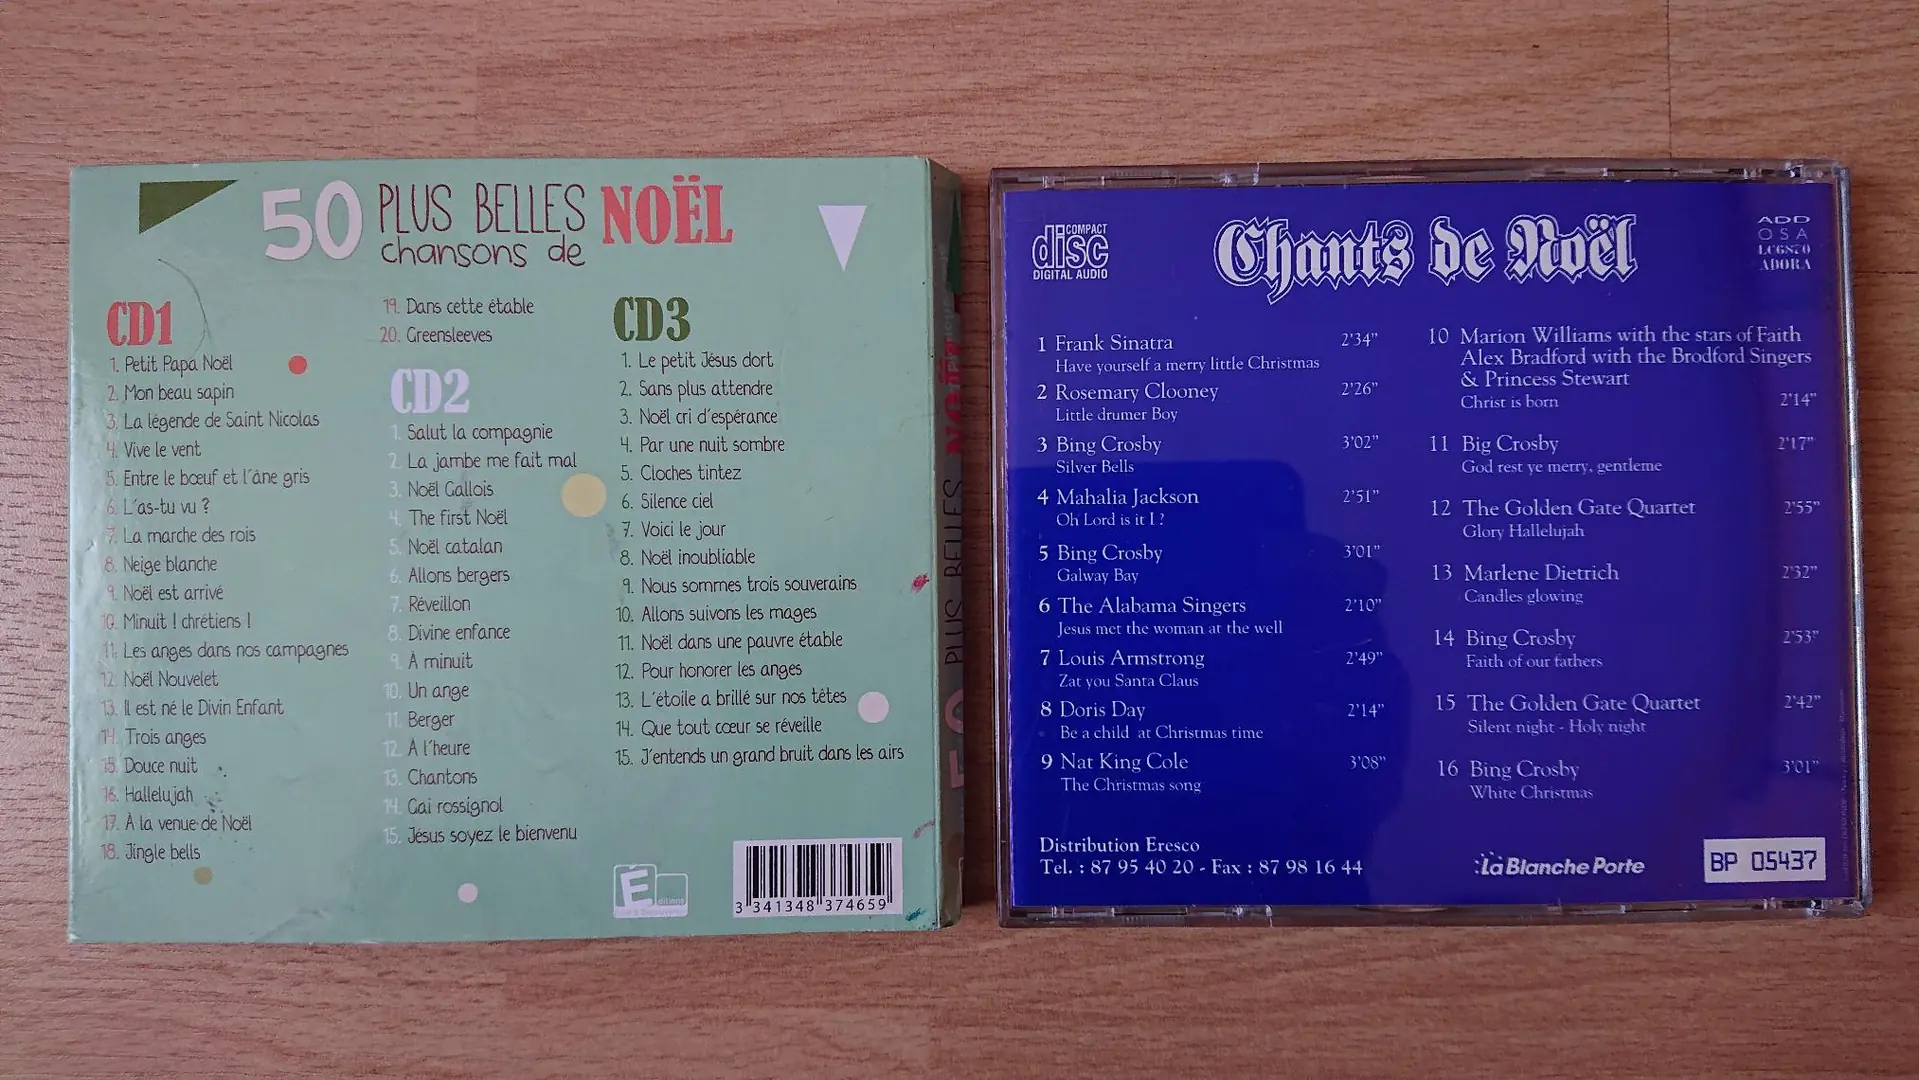 50 PLUS BELLES NOËL
chansons de
CD1
1. Petit Papa Noël
2. Mon beau sapin
3. La légende de Saint Nicolas
4. Vive le vent
5. Entre le bœuf et l'âne gris
6. L'as-tu vu ?
7. La marche des rois
8. Neige blanche
9. Noël est arrivé
10. Minuit ! chrétiens !
11. Les anges dans nos campagnes
12. Noël Nouvelet
13. Il est né le Divin Enfant
14. Trois anges
15. Douce nuit
16. Hallelujah
17. À la venue de Noël
18. Jingle bells
19. Dans cette étable
20. Greensleeves
CD2
1. Salut la compagnie
2. La jambe me fait mal
3. Noël Gallois
4. The first Noël
5. Noël catalan
6. Allons bergers
7. Réveillon
8. Divine enfance
9. À minuit
10. Un ange
11. Berger
12. À l'heure
13. Chantons
14. Gai rossignol
15. Jésus soyez le bienvenu
CD3
1. Le petit Jésus dort
2. Sans plus attendre
3. Noël cri d'espérance
4. Par une nuit sombre
5. Cloches tintez
6. Silence ciel
7. Voici le jour
8. Noël inoubliable
9. Nous sommes trois souverains
10. Allons suivons les mages
11. Noël dans une pauvre étable
12. Pour honorer les anges
13. L'étoile a brillé sur nos têtes
14. Que tout cœur se réveille
15. J'entends un grand bruit dans les airs
Editions
3 341348 374659
50 PLUS BELLES NOËL
COMPACT
disc
DIGITAL AUDIO
Chants de Noël
ADD
OSA
LC6870
ADORA
1 Frank Sinatra 2'34"
Have yourself a merry little Christmas
2 Rosemary Clooney 2'26"
Little drumer Boy
3 Bing Crosby 3'02"
Silver Bells
4 Mahalia Jackson 2'51"
Oh Lord is it I ?
5 Bing Crosby 3'01"
Galway Bay
6 The Alabama Singers 2'10"
Jesus met the woman at the well
7 Louis Armstrong 2'49"
Zat you Santa Claus
8 Doris Day 2'14"
Be a child at Christmas time
9 Nat King Cole 3'08"
The Christmas song
10 Marion Williams with the stars of Faith
Alex Bradford with the Brodford Singers
& Princess Stewart
Christ is born 2'14"
11 Big Crosby 2'17"
God rest ye merry, gentleme
12 The Golden Gate Quartet 2'55"
Glory Hallelujah
13 Marlene Dietrich 2'32"
Candles glowing
14 Bing Crosby 2'53"
Faith of our fathers
15 The Golden Gate Quartet 2'42"
Silent night - Holy night
16 Bing Crosby 3'01"
White Christmas
Distribution Eresco
Tel. : 87 95 40 20 - Fax : 87 98 16 44
La Blanche Porte
BP 05437